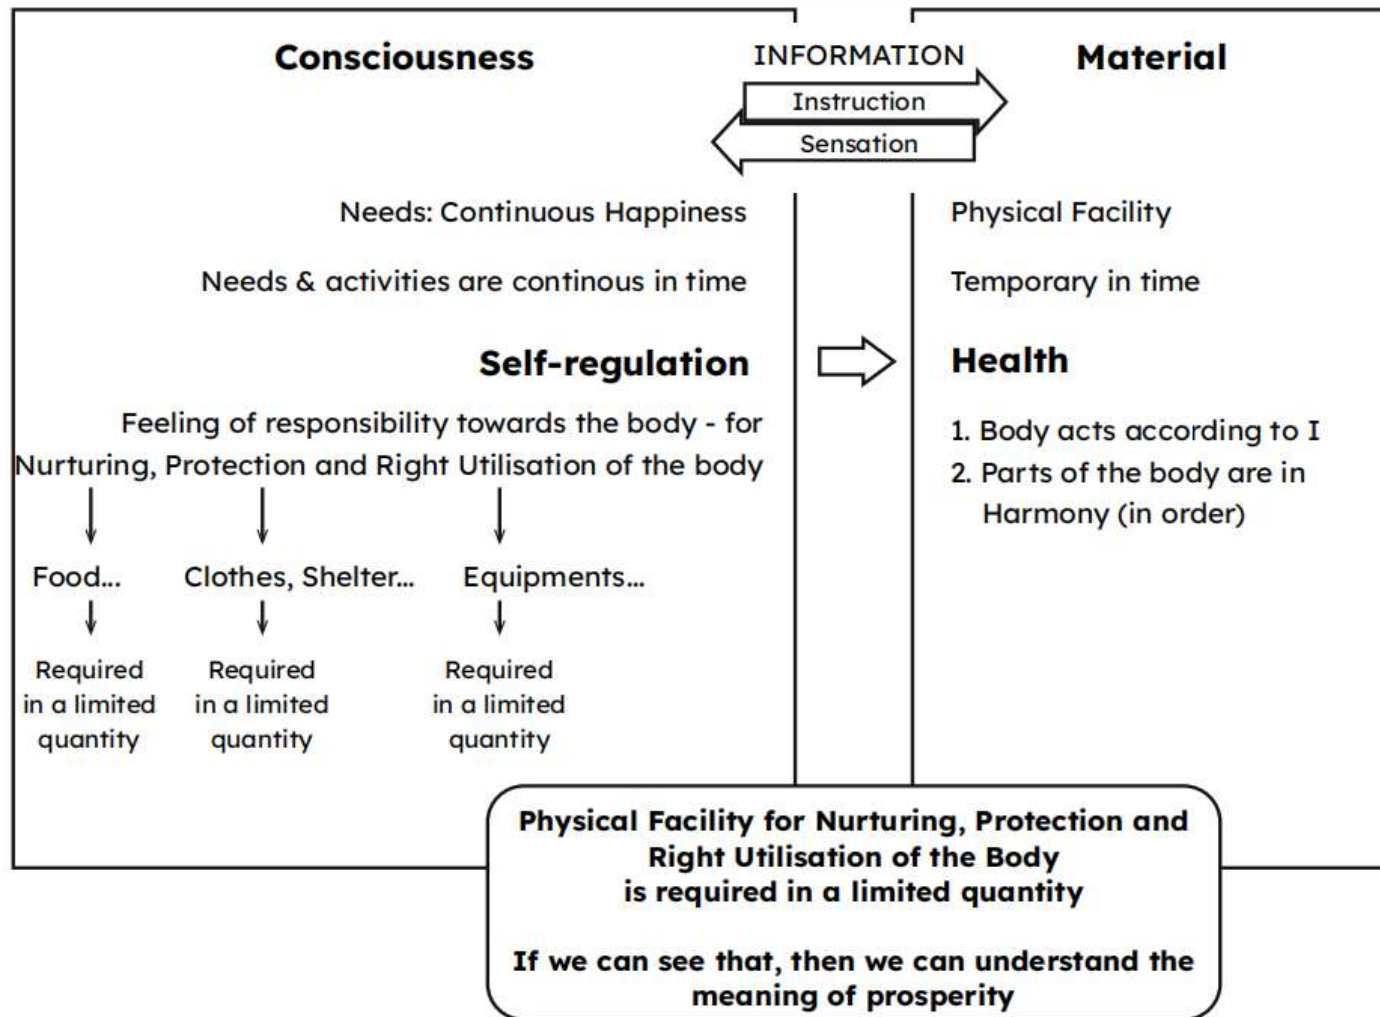 Consciousness
INFORMATION
Material
Instruction
Sensation
Needs: Continuous Happiness
Physical Facility
Needs & activities are continous in time
Temporary in time
Self-regulation
Health
Feeling of responsibility towards the body - for
Nurturing, Protection and Right Utilisation of the body
1. Body acts according to I
2. Parts of the body are in
Harmony (in order)
Food...
Clothes, Shelter...
Equipments...
Required
in a limited
quantity
Required
in a limited
quantity
Required
in a limited
quantity
Physical Facility for Nurturing, Protection and
Right Utilisation of the Body
is required in a limited quantity
If we can see that, then we can understand the
meaning of prosperity